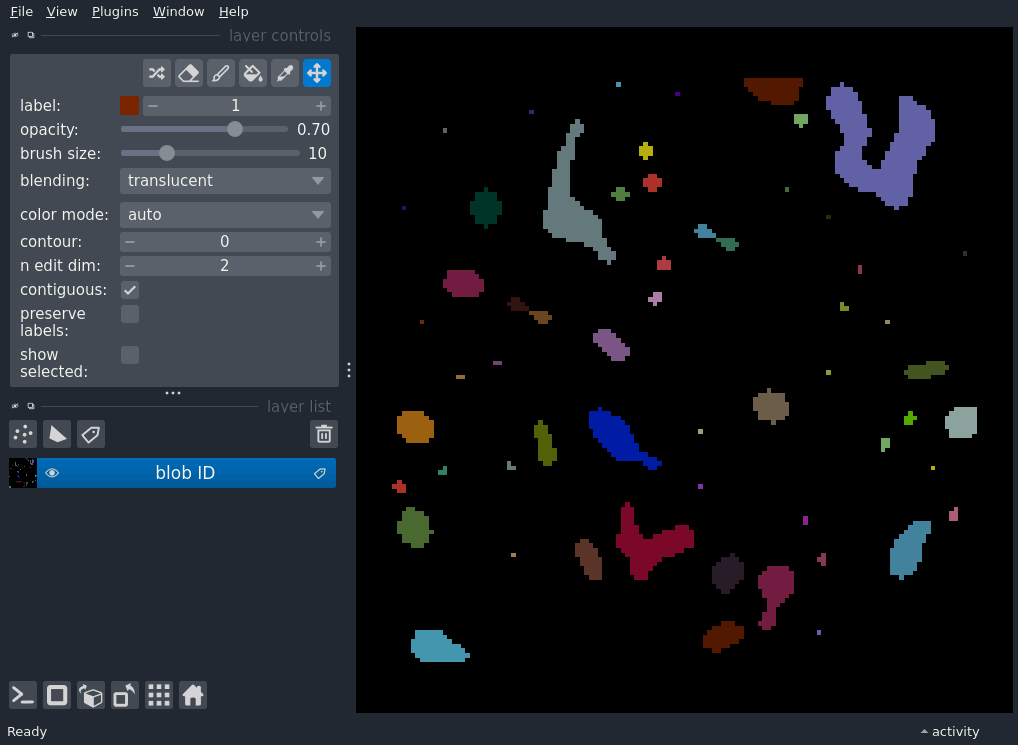 File View Plugins Window Help
layer controls
label: 1
opacity: 0.70
brush size: 10
blending: translucent
color mode: auto
contour: 0
n edit dim: 2
contiguous:
preserve
labels:
show
selected:
layer list
blob ID
Ready
activity